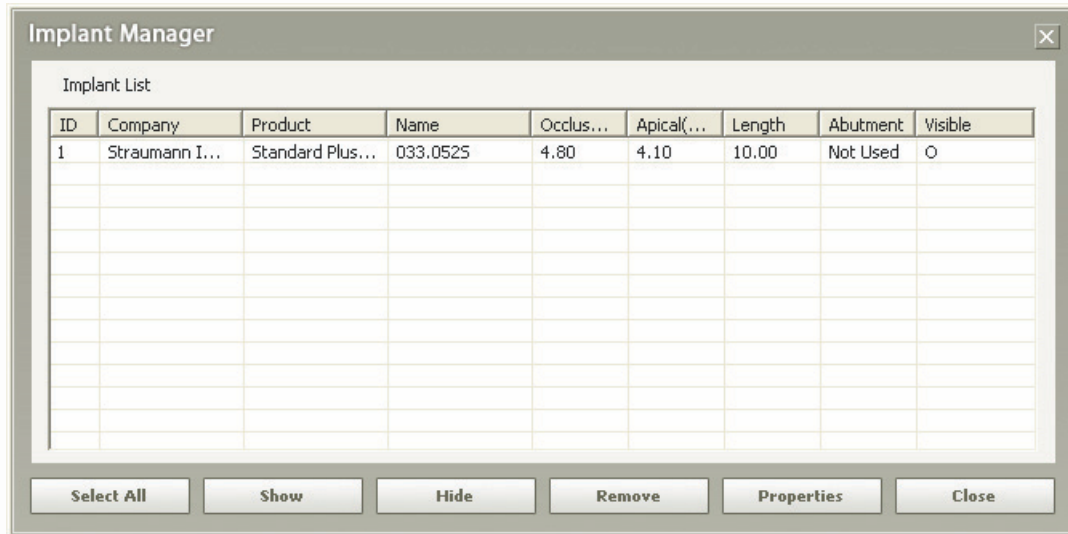 Implant Manager
Implant List
ID Company Product Name Occlus... Apical(... Length Abutment Visible
1 Straumann I... Standard Plus... 033.052S 4.80 4.10 10.00 Not Used O
Select All Show Hide Remove Properties Close